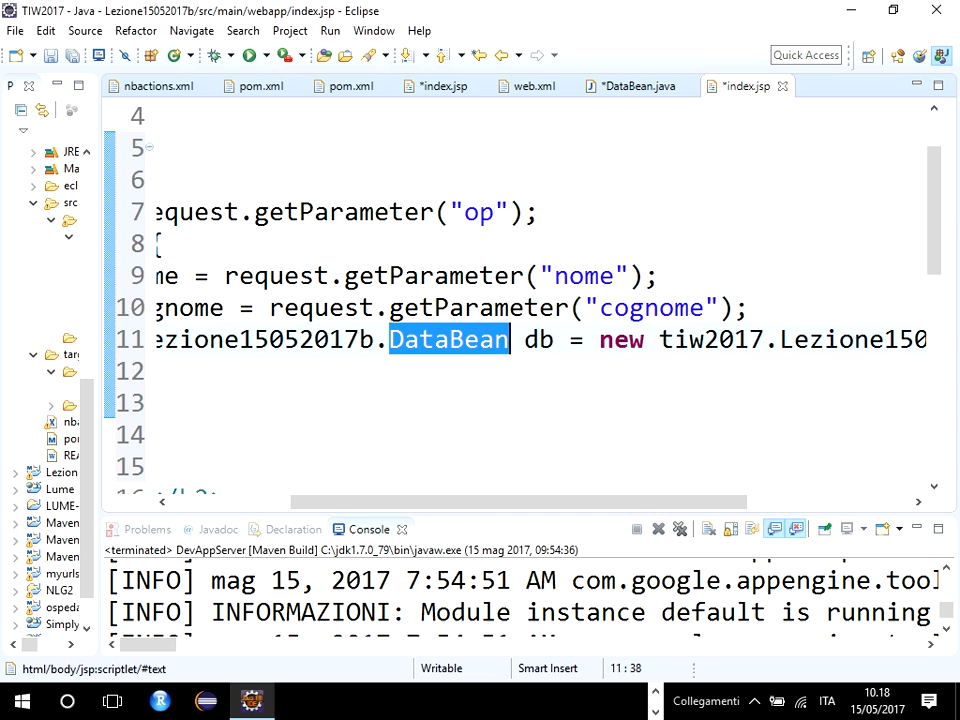 TIW2017 - Java - Lezione15052017b/src/main/webapp/index.jsp - Eclipse
File Edit Source Refactor Navigate Search Project Run Window Help
Quick Access
P nbactions.xml pom.xml pom.xml *index.jsp web.xml *DataBean.java *index.jsp
JRE
Ma
ecl
src
tarç
nba
por
REA
Lezion
Lume
LUME-
Maven
Maven
Maven
myurls
NLG2
ospeda
Simply
4
5
6
7 equest.getParameter("op");
8 {
9 me = request.getParameter("nome");
10 gnome = request.getParameter("cognome");
11 ezione15052017b.DataBean db = new tiw2017.Lezione150
12
13
14
15
Problems Javadoc Declaration Console
<terminated> DevAppServer [Maven Build] C:\jdk1.7.0_79\bin\javaw.exe (15 mag 2017, 09:54:36)
[INFO] mag 15, 2017 7:54:51 AM com.google.appengine.tool
[INFO] INFORMAZIONI: Module instance default is running
html/body/jsp:scriptlet/#text Writable Smart Insert 11 : 38
R Collegamenti ITA 10.18
15/05/2017